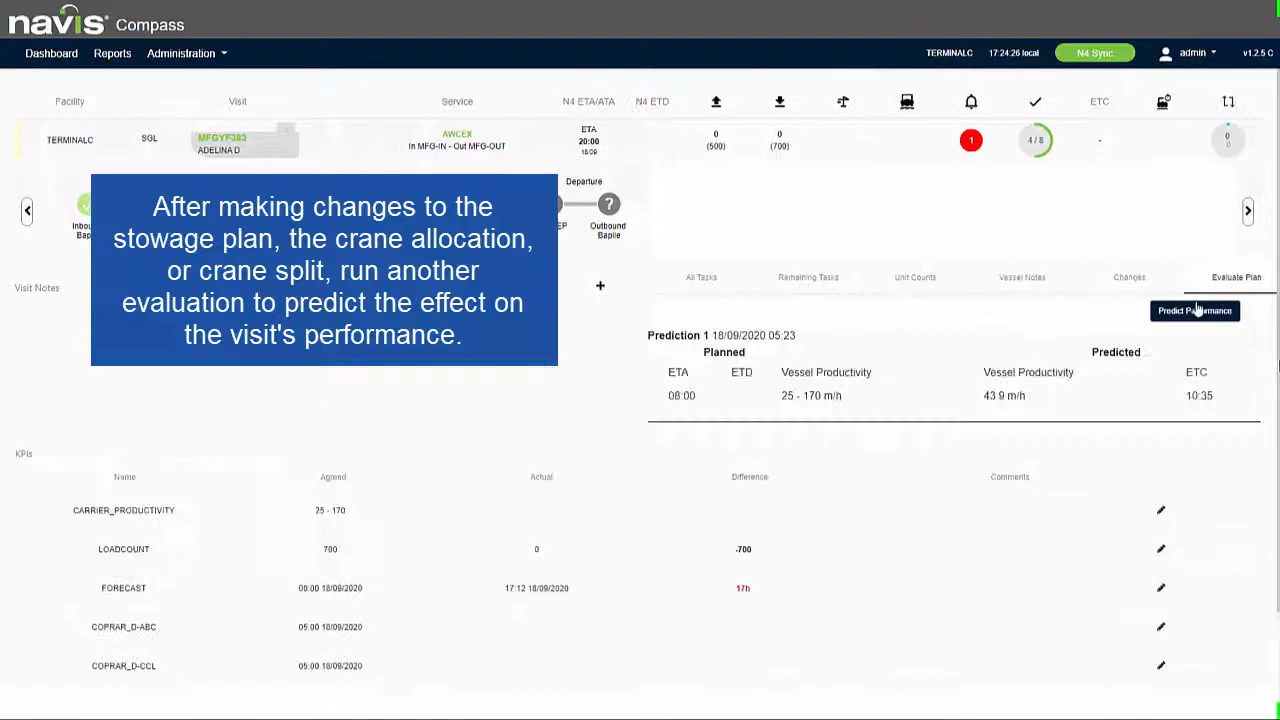 navis® Compass
Dashboard Reports Administration TERMINALC 17:24:26 local N4 Sync admin v1.2.5 C
Facility Visit Service N4 ETA/ATA N4 ETD ETC
TERMINALC SGL MFGYF383 ADELINA D AWCEX In MFG-IN - Out MFG-OUT ETA 20:00 18/09 0 (500) 0 (700) 1 4 / 8 - 0 0
Departure
?
Outbound
Baplie
After making changes to the
stowage plan, the crane allocation,
or crane split, run another
evaluation to predict the effect on
the visit's performance.
Visit Notes
All Tasks Remaining Tasks Unit Counts Vessel Notes Changes Evaluate Plan
Predict Performance
Prediction 1 18/09/2020 05:23
Planned Predicted
ETA ETD Vessel Productivity Vessel Productivity ETC
08:00 25 - 170 m/h 43.9 m/h 10:35
KPIs
Name Agreed Actual Difference Comments
CARRIER_PRODUCTIVITY 25 - 170
LOADCOUNT 700 0 -700
FORECAST 00:00 18/09/2020 17:12 18/09/2020 17h
COPRAR_D-ABC 05:00 18/09/2020
COPRAR_D-CCL 05:00 18/09/2020